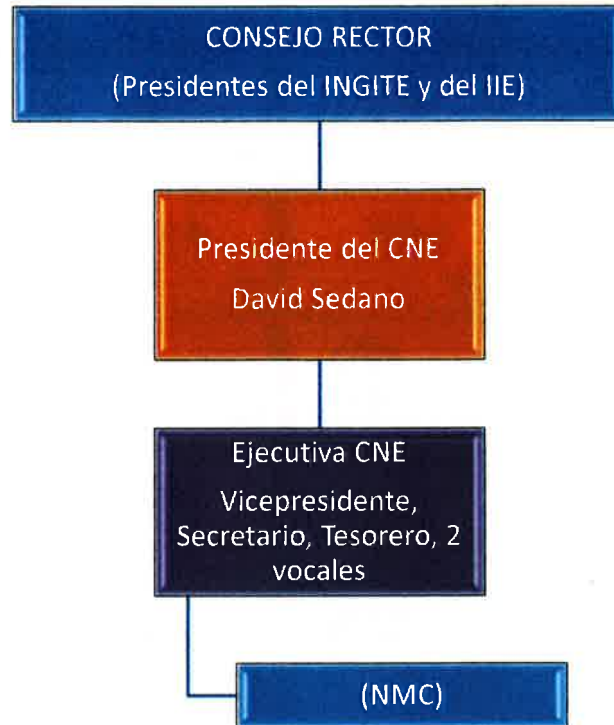 CONSEJO RECTOR
(Presidentes del INGITE y del IIE)
Presidente del CNE
David Sedano
Ejecutiva CNE
Vicepresidente,
Secretario, Tesorero, 2
vocales
(NMC)